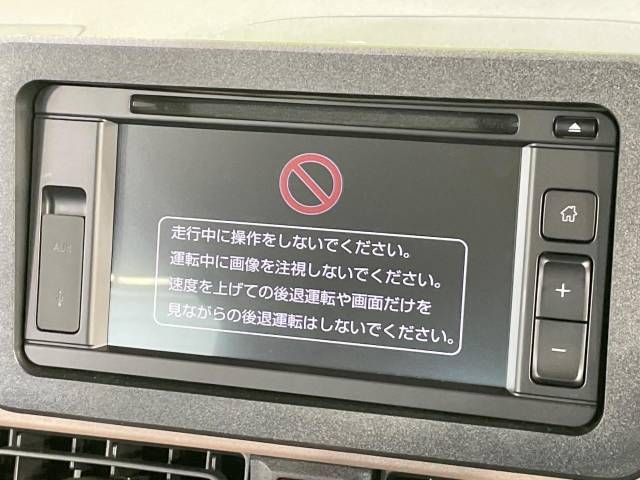 走行中に操作をしないでください。
運転中に画像を注視しないでください。
速度を上げての後退運転や画面だけを
見ながらの後退運転はしないでください。
AUX
+
−